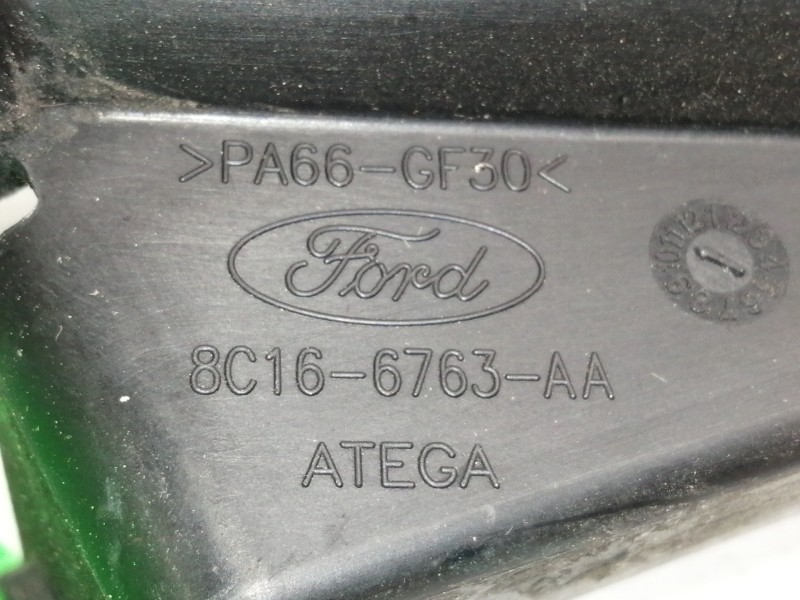 >PA66-GF30<
Ford
8C16-6763-AA
ATEGA